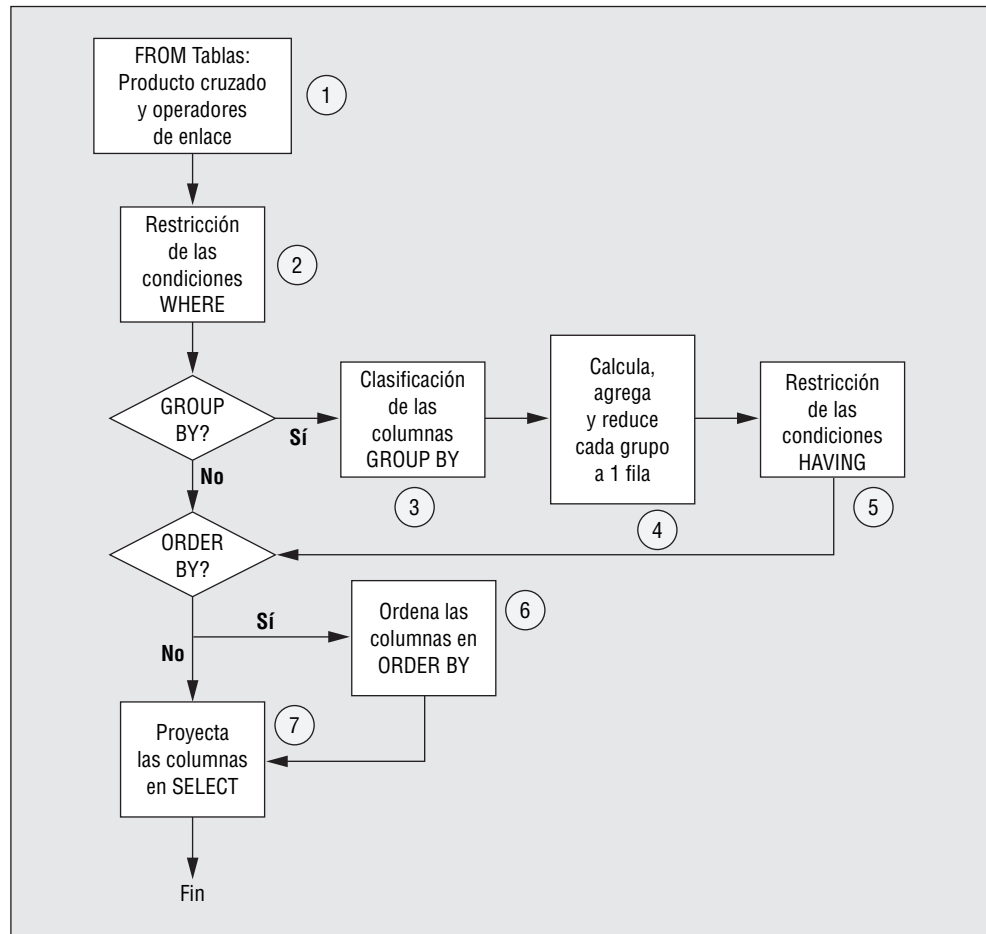 FROM Tablas:
Producto cruzado
y operadores
de enlace
1
Restricción
de las
condiciones
WHERE
2
GROUP
BY?
Sí
No
Clasificación
de las
columnas
GROUP BY
3
Calcula,
agrega
y reduce
cada grupo
a 1 fila
4
Restricción
de las
condiciones
HAVING
5
ORDER
BY?
Sí
No
Ordena las
columnas en
ORDER BY
6
Proyecta
las columnas
en SELECT
7
Fin